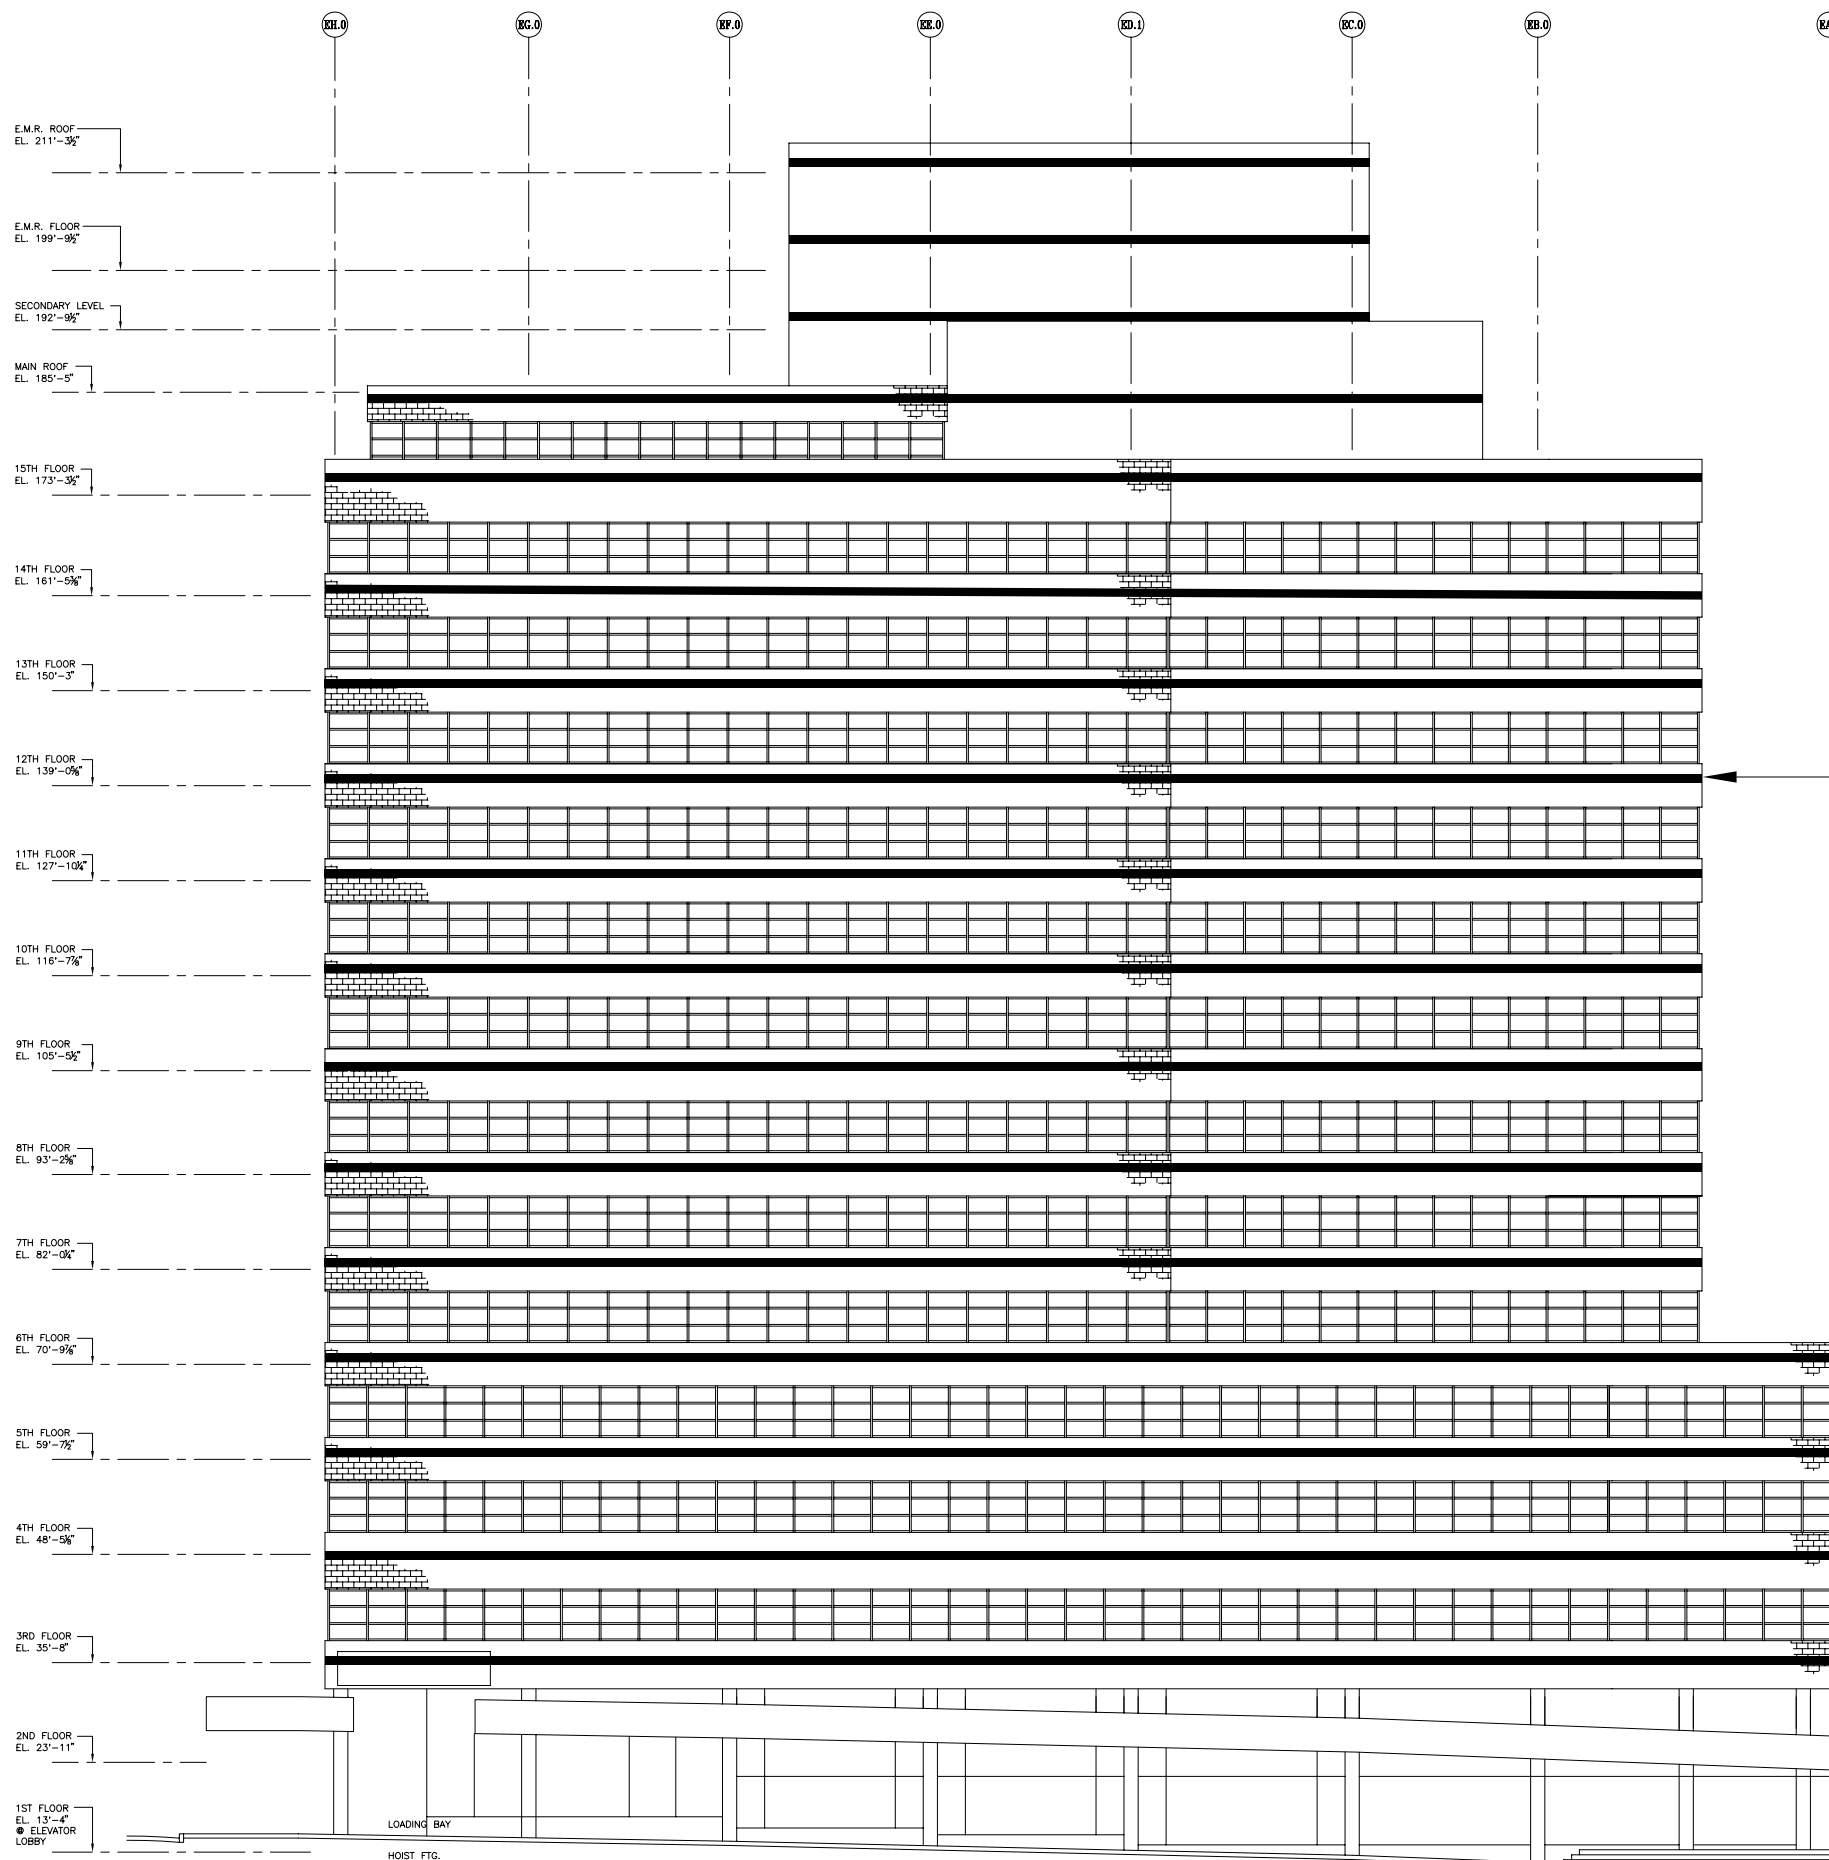 EH.0
EG.0
EF.0
EE.0
ED.1
EC.0
EB.0
E.M.R. ROOF
EL. 211'-3½"
E.M.R. FLOOR
EL. 199'-9½"
SECONDARY LEVEL
EL. 192'-9½"
MAIN ROOF
EL. 185'-5"
15TH FLOOR
EL. 173'-3½"
14TH FLOOR
EL. 161'-5⅜"
13TH FLOOR
EL. 150'-3"
12TH FLOOR
EL. 139'-0⅝"
11TH FLOOR
EL. 127'-10¼"
10TH FLOOR
EL. 116'-7⅞"
9TH FLOOR
EL. 105'-5½"
8TH FLOOR
EL. 93'-2⅝"
7TH FLOOR
EL. 82'-0¼"
6TH FLOOR
EL. 70'-9⅞"
5TH FLOOR
EL. 59'-7½"
4TH FLOOR
EL. 48'-5⅛"
3RD FLOOR
EL. 35'-8"
2ND FLOOR
EL. 23'-11"
1ST FLOOR
EL. 13'-4"
@ ELEVATOR
LOBBY
LOADING BAY
HOIST FTG.